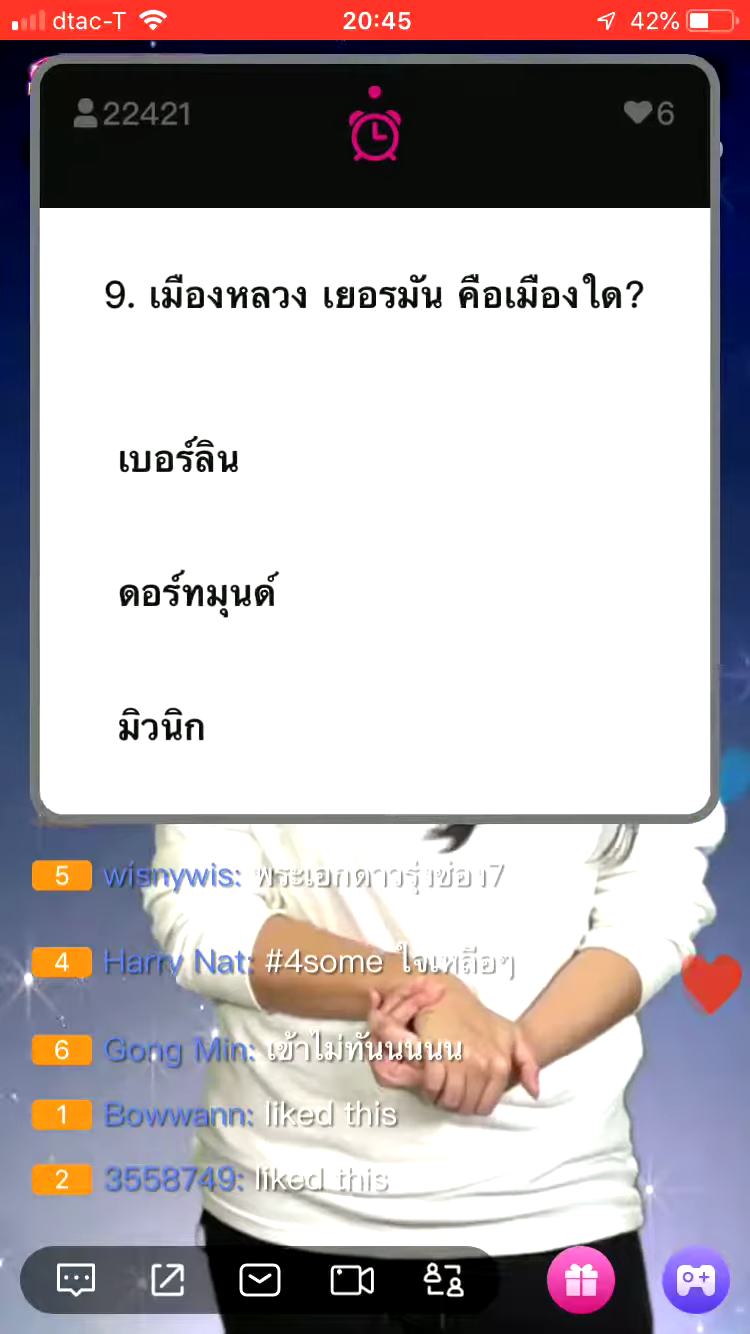 dtac-T 20:45 42%
22421 6
9. เมืองหลวง เยอรมัน คือเมืองใด?
เบอร์ลิน
ดอร์ทมุนด์
มิวนิก
5 wisnywis: พระเอกดาวรุ่งช่อง7
4 Harry Nat: #4some ใจเหลือๆ
6 Gong Min: เข้าไม่ทันนนนน
1 Bowwann: liked this
2 3558749: liked this